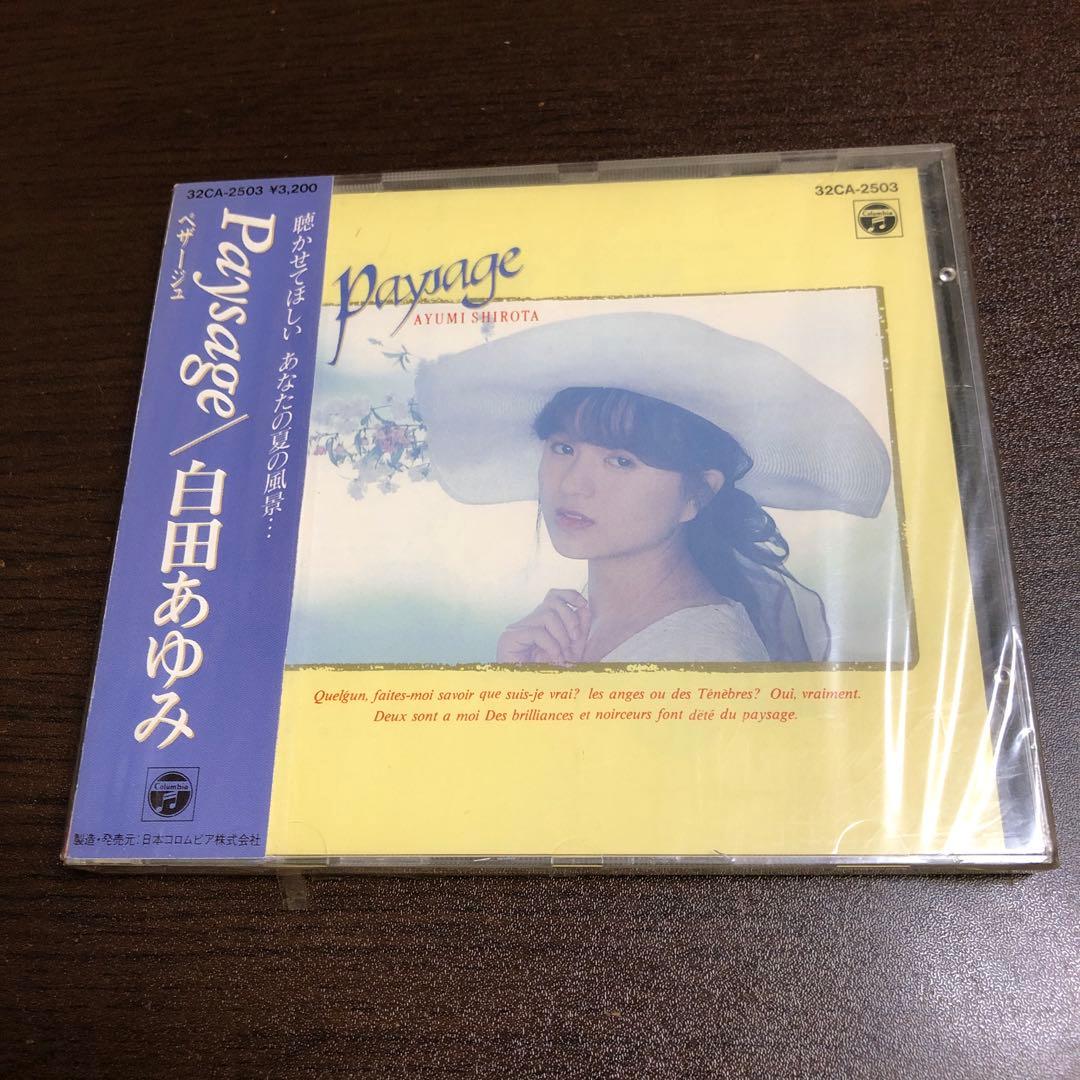 32CA-2503 ¥3,200
Paysage/白田あゆみ
ペザージュ
聴かせてほしい あなたの夏の風景…
Columbia
製造・発売元:日本コロムビア株式会社
32CA-2503
Columbia
Paysage
AYUMI SHIROTA
Quelğun, faites-moi savoir que suis-je vrai? les anges ou des Ténèbres? Oui, vraiment.
Deux sont a moi Des brilliances et noirceurs font dëté du paysage.